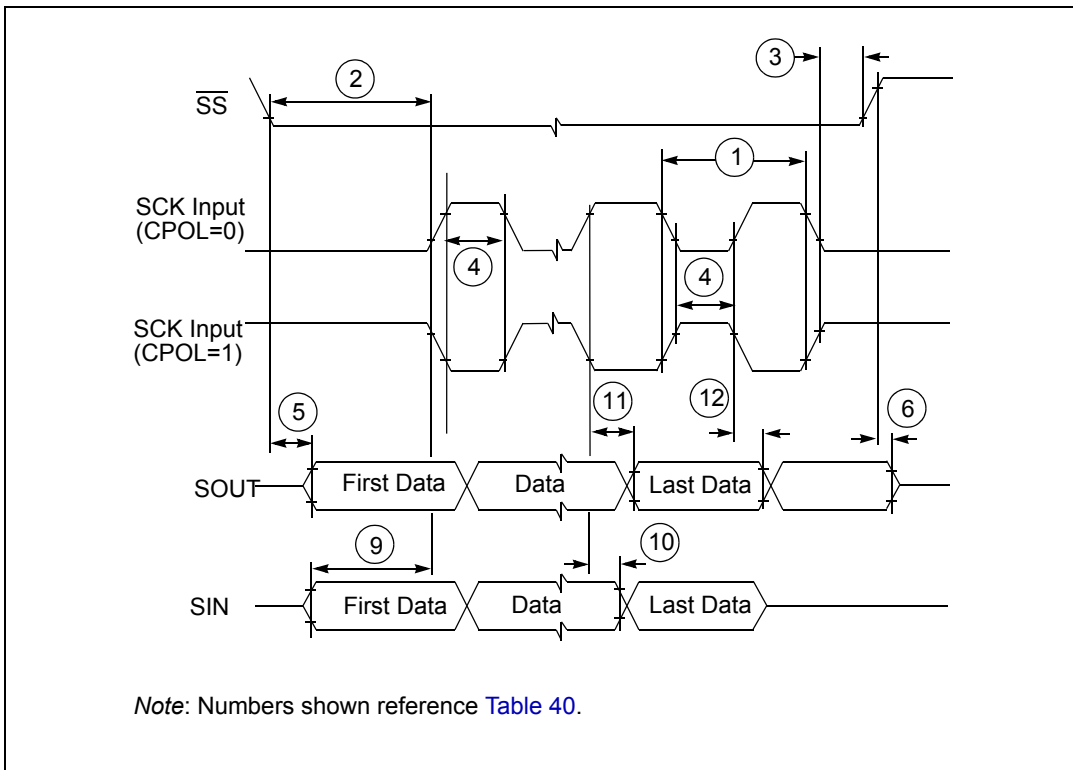 3
2
SS
1
SCK Input
(CPOL=0)
4
4
SCK Input
(CPOL=1)
5
11
12
6
SOUT
First Data
Data
Last Data
9
10
SIN
First Data
Data
Last Data
Note: Numbers shown reference Table 40.